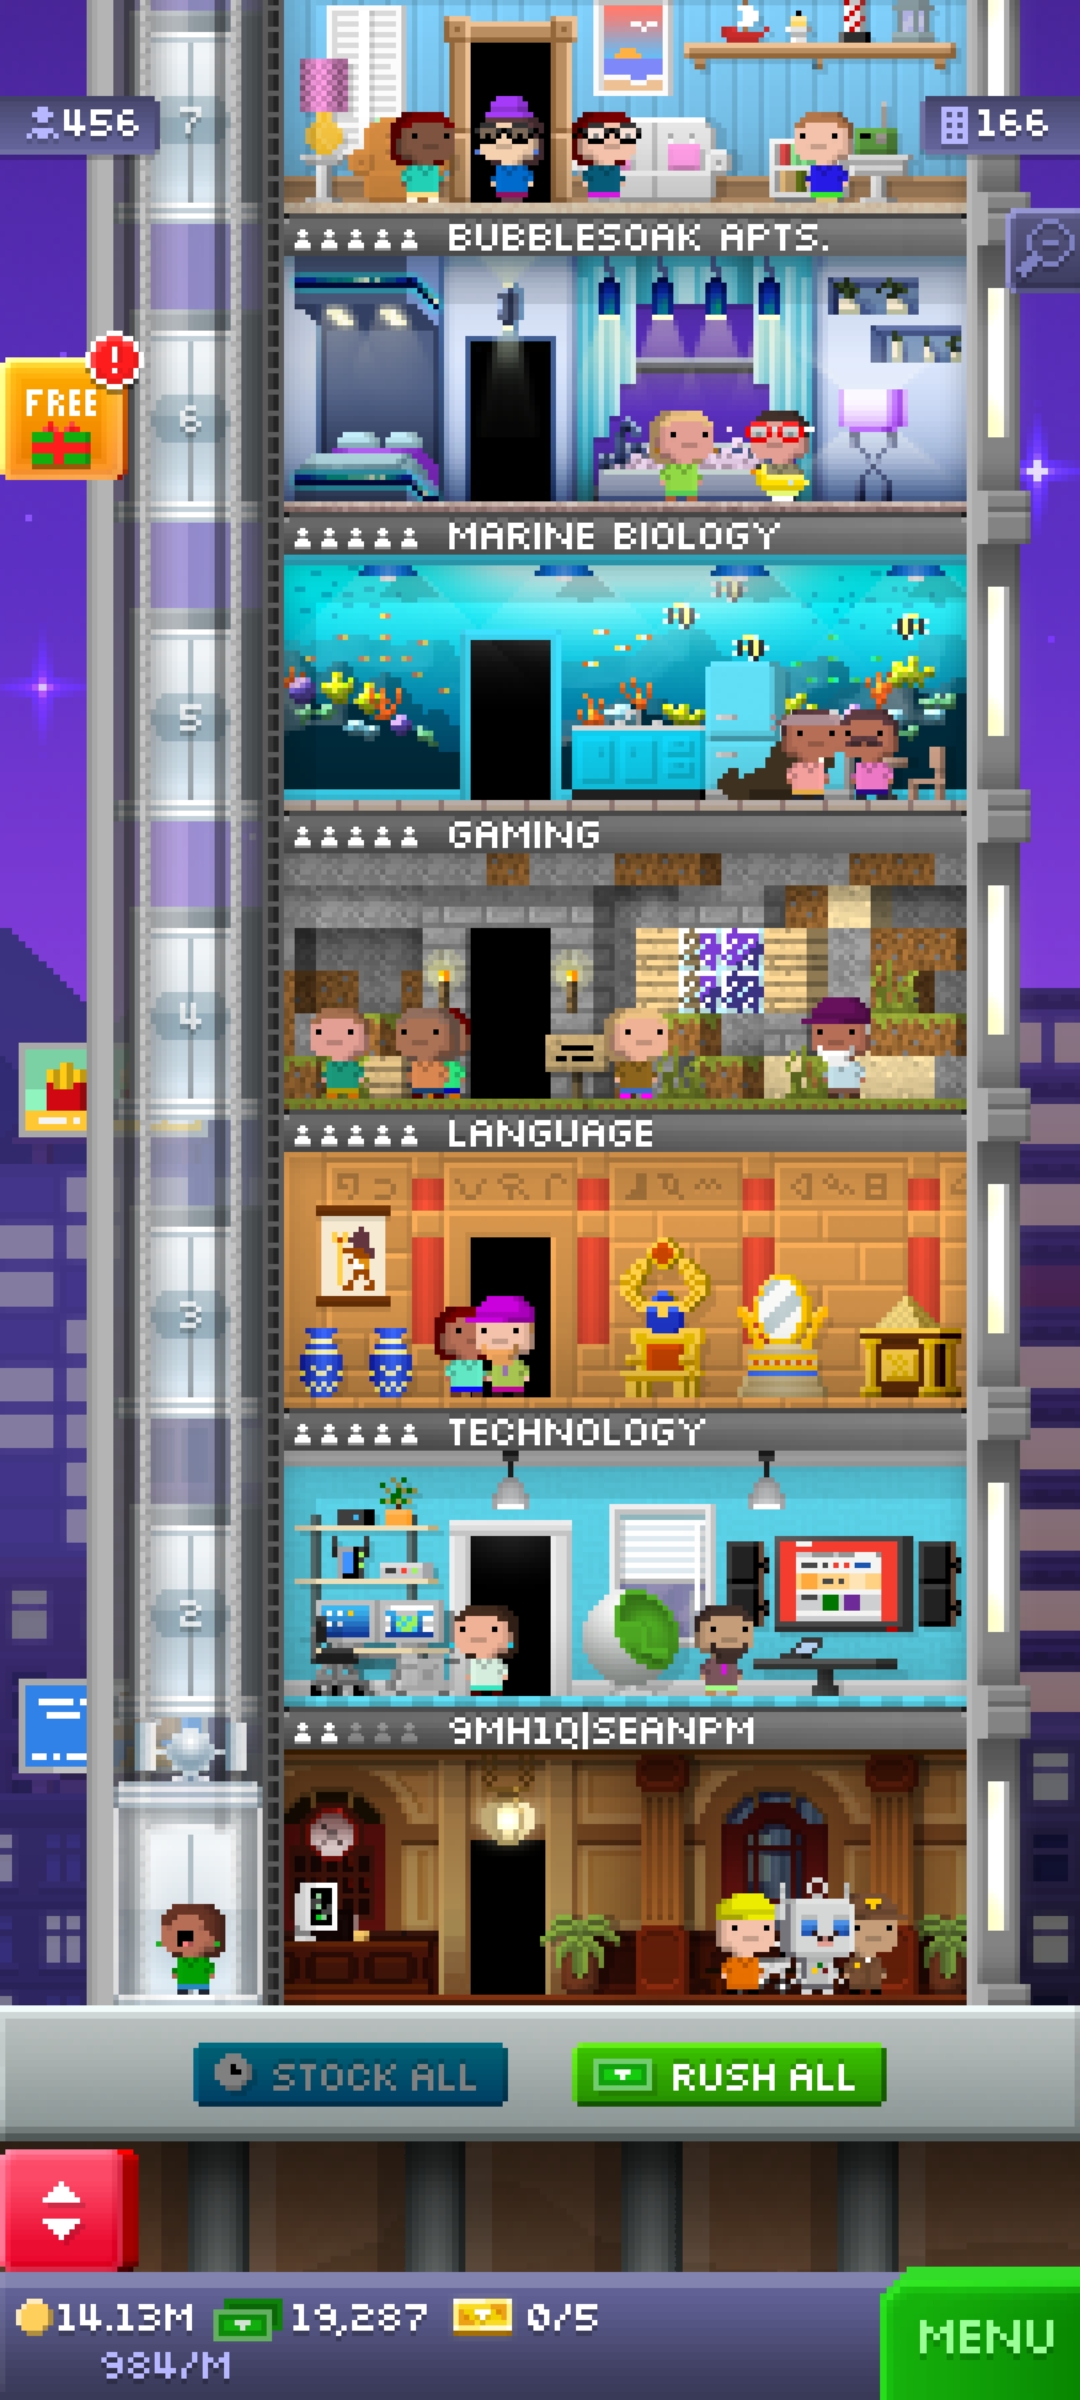 7
456
166
BUBBLESOAK APTS.
FREE
!
6
MARINE BIOLOGY
5
GAMING
4
LANGUAGE
3
TECHNOLOGY
2
9MH1Q|SEANPM
STOCK ALL
RUSH ALL
14.13M
19,287
0/5
984/M
MENU